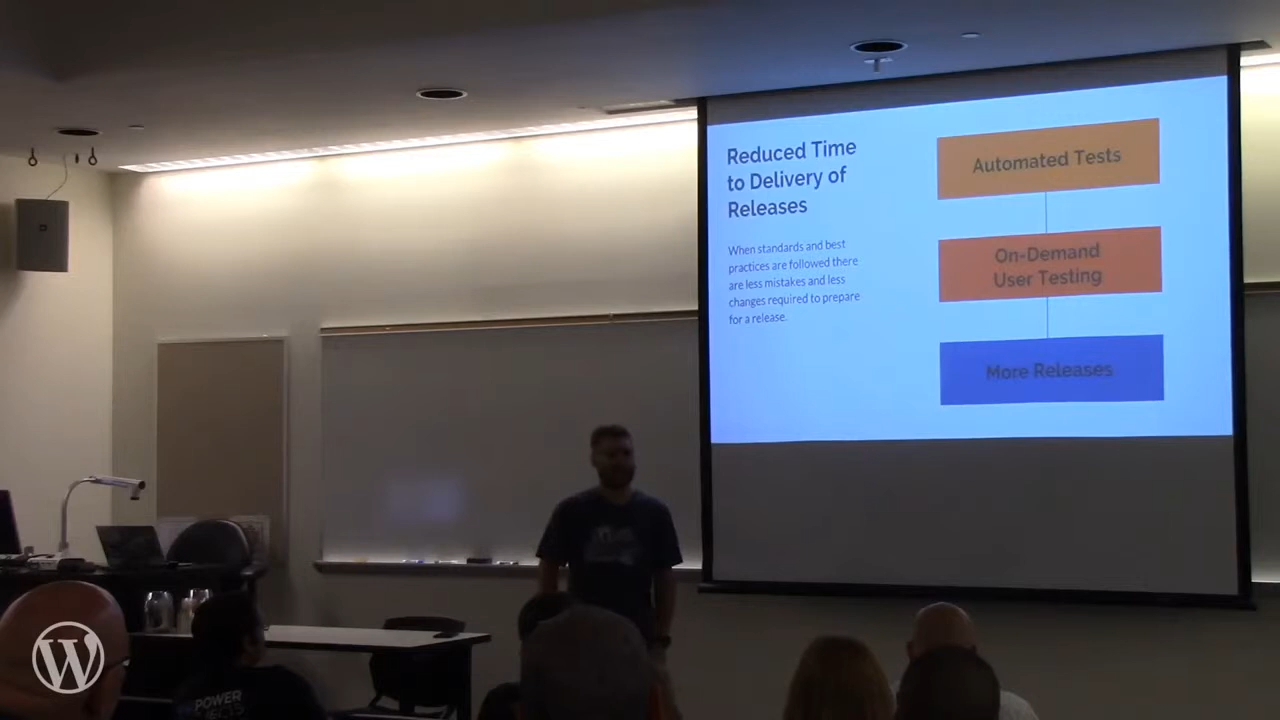 Reduced Time
to Delivery of
Releases
When standards and best
practices are followed there
are less mistakes and less
changes required to prepare
for a release.
Automated Tests
On-Demand
User Testing
More Releases
POWER